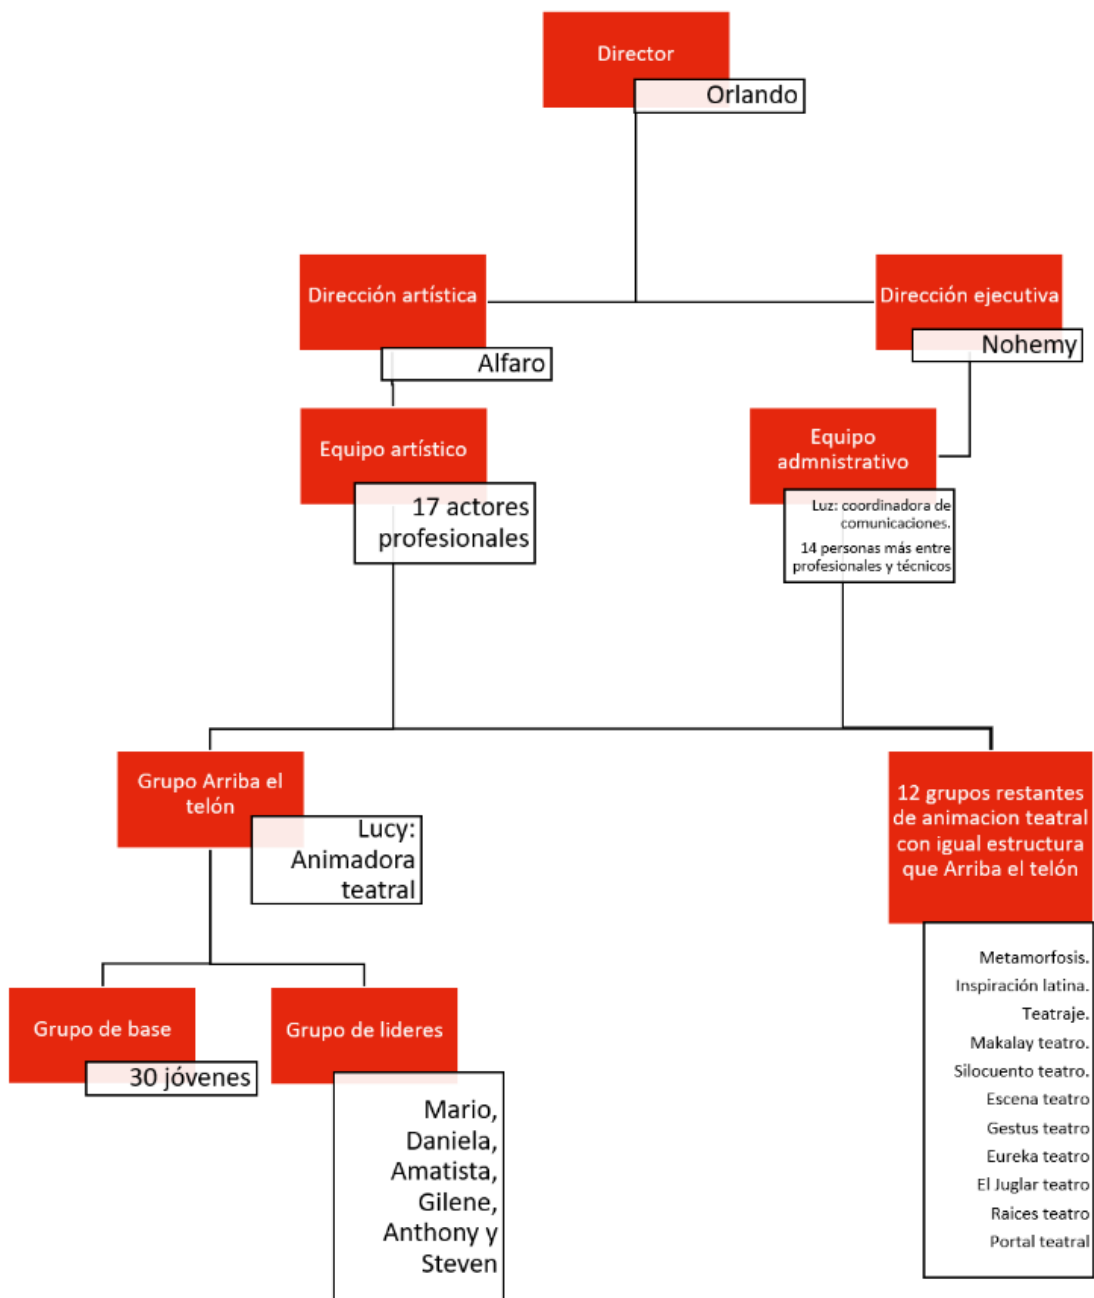 Director
Orlando
Dirección artística
Alfaro
Dirección ejecutiva
Nohemy
Equipo artístico
17 actores
profesionales
Equipo
admnistrativo
Luz: coordinadora de
comunicaciones.
14 personas más entre
profesionales y técnicos
Grupo Arriba el
telón
Lucy:
Animadora
teatral
12 grupos restantes
de animacion teatral
con igual estructura
que Arriba el telón
Metamorfosis.
Inspiración latina.
Teatraje.
Makalay teatro.
Silocuento teatro.
Escena teatro
Gestus teatro
Eureka teatro
El Juglar teatro
Raices teatro
Portal teatral
Grupo de base
30 jóvenes
Grupo de lideres
Mario,
Daniela,
Amatista,
Gilene,
Anthony y
Steven